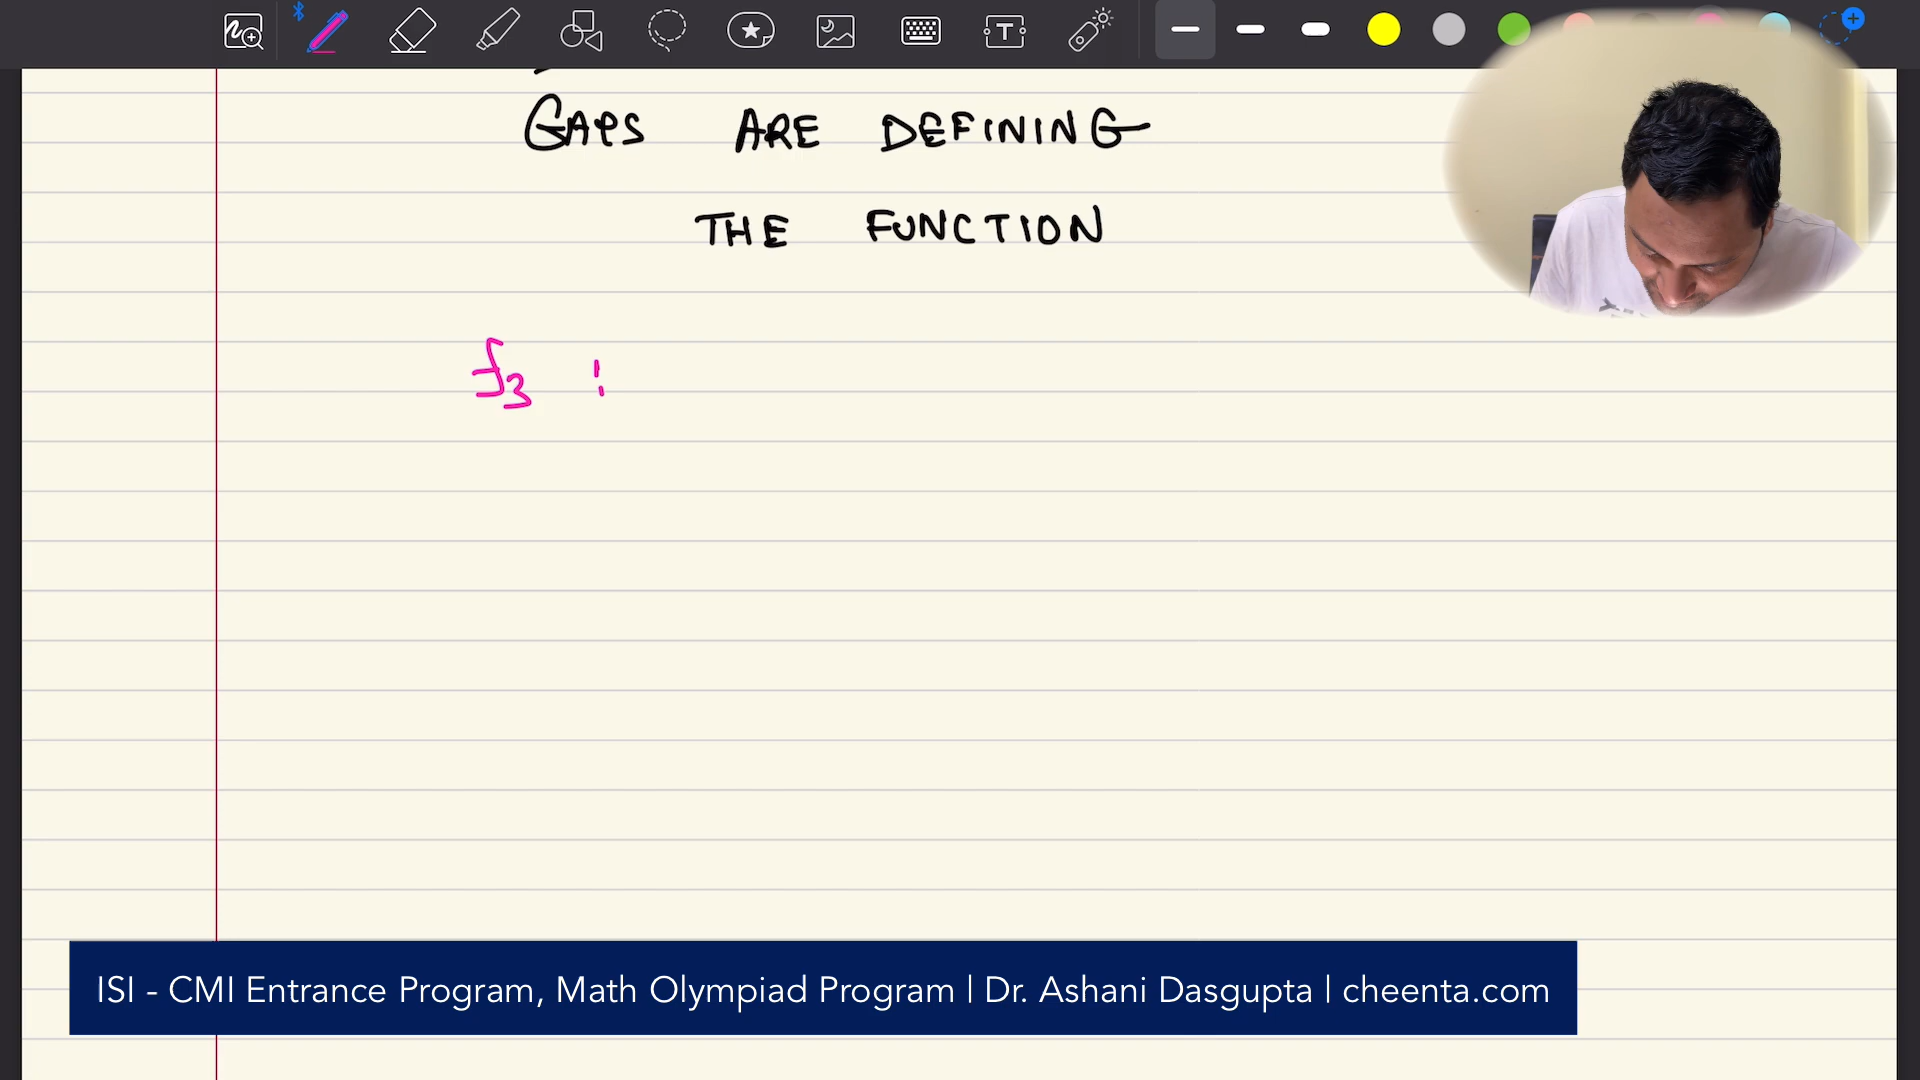 GAPS ARE DEFINING
THE FUNCTION
f₃ :
ISI - CMI Entrance Program, Math Olympiad Program | Dr. Ashani Dasgupta | cheenta.com